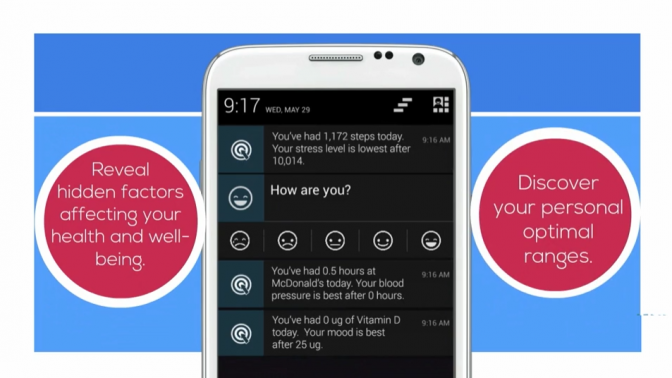 Reveal
hidden factors
affecting your
health and well-
being.
9:17 WED, MAY 29
You've had 1,172 steps today.
Your stress level is lowest after
10,014.
9:16 AM
How are you?
You've had 0.5 hours at
McDonald's today. Your blood
pressure is best after 0 hours.
9:16 AM
You've had 0 ug of Vitamin D
today. Your mood is best
after 25 ug.
9:16 AM
Discover
your personal
optimal
ranges.